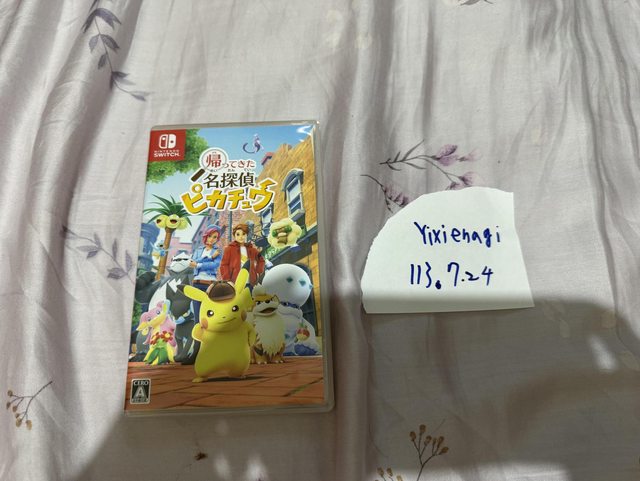 NINTENDO
SWITCH
帰ってきた
名探偵
ピカチュウ
CERO
A
Yixienagi
113.7.24